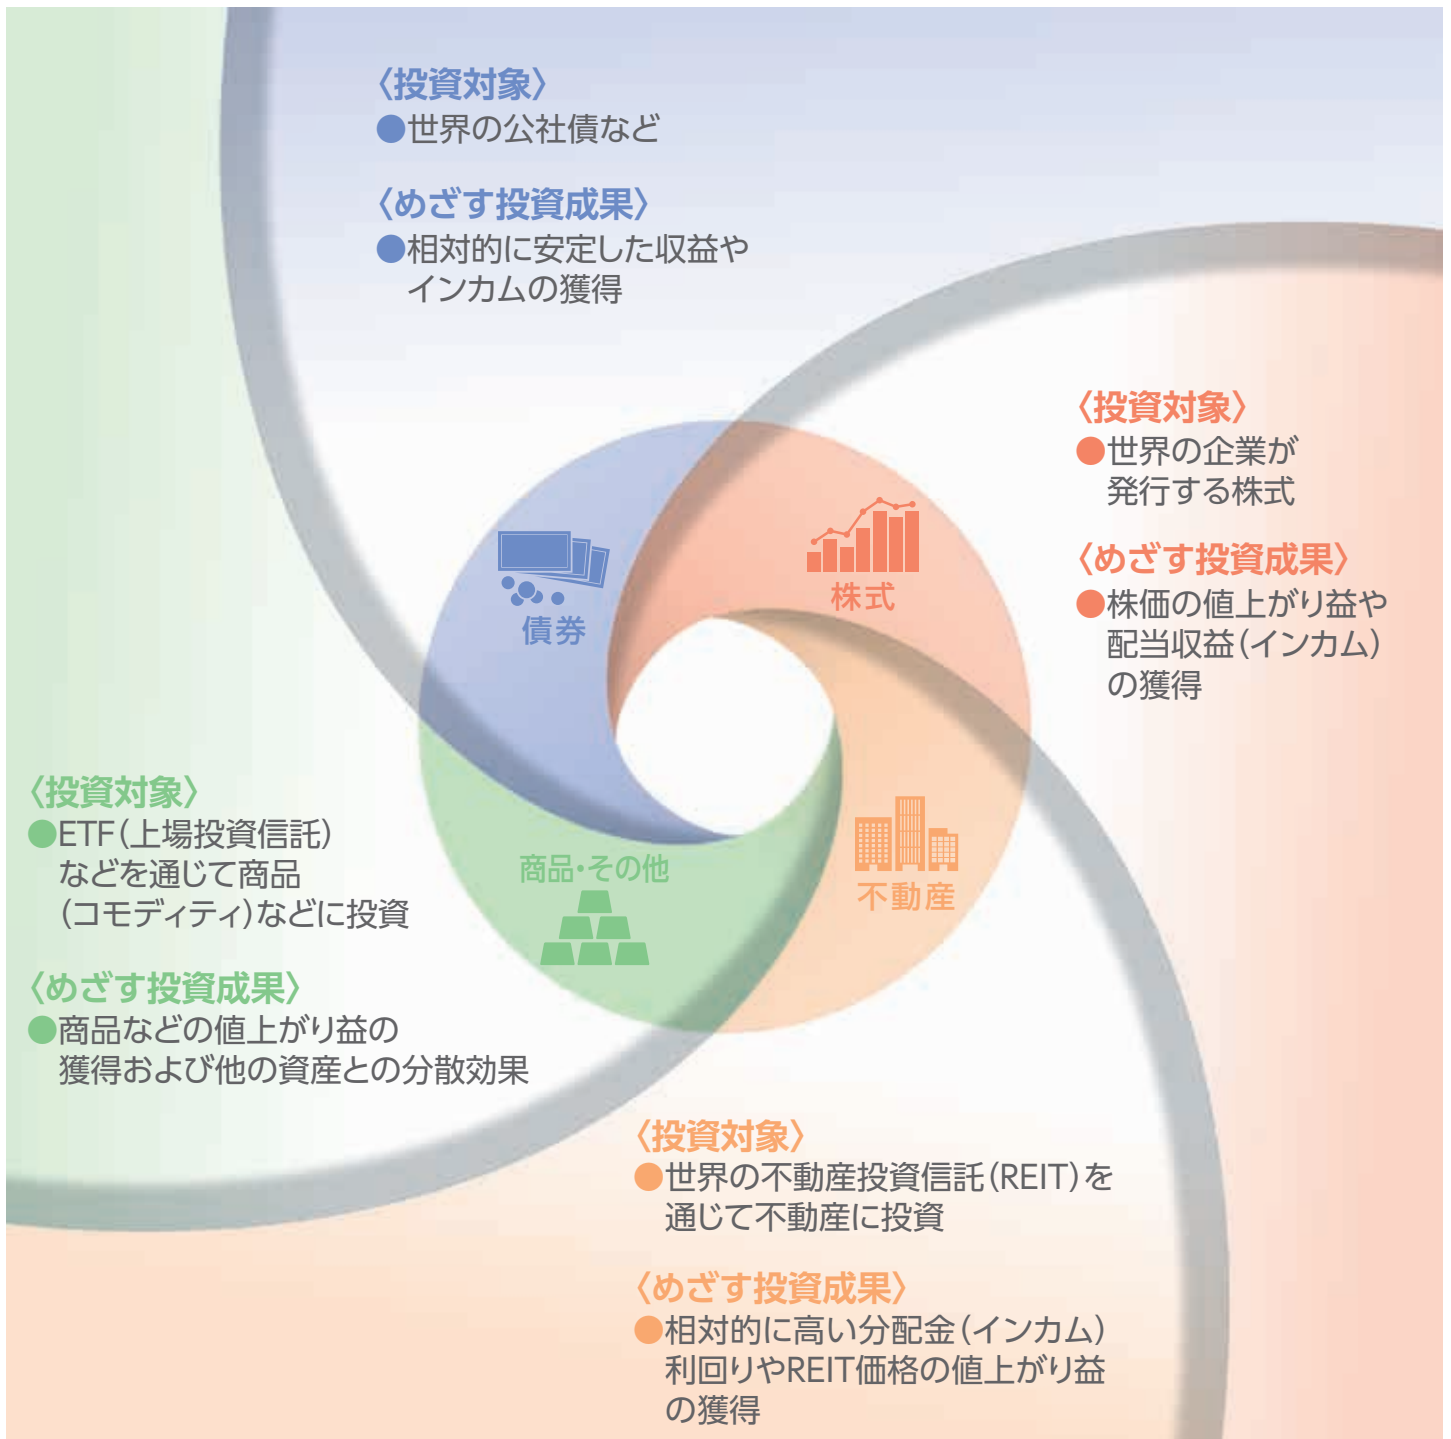 〈投資対象〉
●世界の公社債など
〈めざす投資成果〉
●相対的に安定した収益や
インカムの獲得
〈投資対象〉
●世界の企業が
発行する株式
〈めざす投資成果〉
●株価の値上がり益や
配当収益(インカム)
の獲得
債券
株式
商品・その他
不動産
〈投資対象〉
●ETF(上場投資信託)
などを通じて商品
(コモディティ)などに投資
〈めざす投資成果〉
●商品などの値上がり益の
獲得および他の資産との分散効果
〈投資対象〉
●世界の不動産投資信託(REIT)を
通じて不動産に投資
〈めざす投資成果〉
●相対的に高い分配金(インカム)
利回りやREIT価格の値上がり益
の獲得